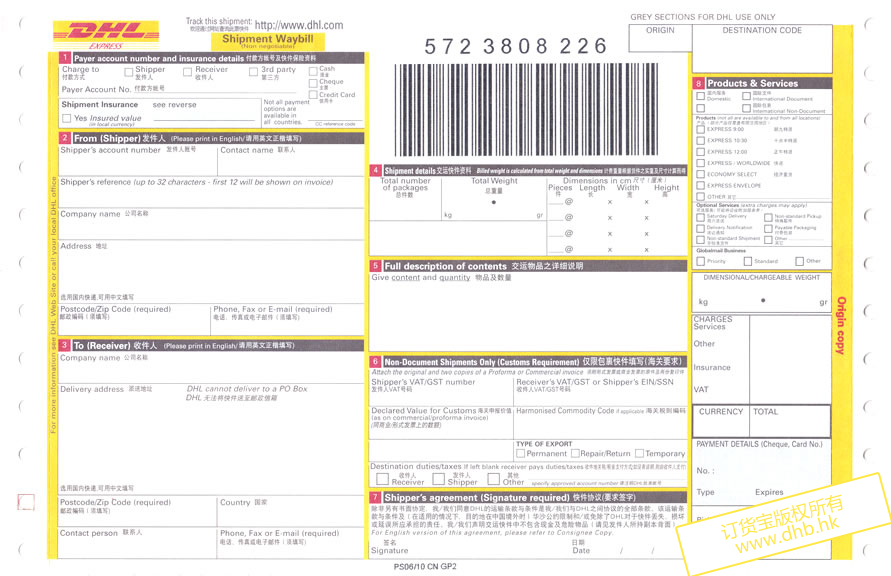 Track this shipment: http://www.dhl.com
GREY SECTIONS FOR DHL USE ONLY
DHL
EXPRESS
Shipment Waybill
(Non negotiable)
572 3808 226
ORIGIN
DESTINATION CODE
1 Payer account number and insurance details 付款方帐号及快件保险资料
Charge to
付款方式
Shipper
发件人
Receiver
收件人
3rd party
第三方
Cash
现金
Cheque
支票
Credit Card
信用卡
Payer Account No. 付款方帐号
Shipment Insurance see reverse
Yes Insured value
(in local currency)
Not all payment
options are
available in
all countries.
CC reference code
2 From (Shipper) 发件人 (Please print in English/请用英文正楷填写)
Shipper's account number 发件人账号
Contact name 联系人
Shipper's reference (up to 32 characters - first 12 will be shown on invoice)
Company name 公司名称
Address 地址
选用国内快递,可用中文填写
Postcode/Zip Code (required)
邮政编码 (须填写)
Phone, Fax or E-mail (required)
电话、传真或电子邮件 (须填写)
3 To (Receiver) 收件人 (Please print in English/请用英文正楷填写)
Company name 公司名称
Delivery address 派送地址
DHL cannot deliver to a PO Box
DHL 无法将快件送至邮政信箱
选用国内快递,可用中文填写
Postcode/Zip Code (required)
邮政编码 (须填写)
Country 国家
Contact person 联系人
Phone, Fax or E-mail (required)
电话、传真或电子邮件 (须填写)
For more information see DHL Web Site or call your local DHL office
4 Shipment details 交运快件资料 Billed weight is calculated from total weight and dimensions
Total number
of packages
总件数
Total Weight
总重量
kg
gr
Dimensions in cm 尺寸 (厘米)
Pieces Length Width Height
件 长 宽 高
@ x x
@ x x
@ x x
@ x x
5 Full description of contents 交运物品之详细说明
Give content and quantity 物品及数量
6 Non-Document Shipments Only (Customs Requirement) 仅限包裹快件填写(海关要求)
Attach the original and two copies of a Proforma or Commercial invoice
Shipper's VAT/GST number
发件人VAT号码
Receiver's VAT/GST or Shipper's EIN/SSN
收件人VAT/GST号码
Declared Value for Customs 海关申报价值
(as on commercial/proforma invoice)
(同商业/形式发票上的数额)
Harmonised Commodity Code if applicable 海关规则编码
TYPE OF EXPORT
Permanent
Repair/Return
Temporary
Destination duties/taxes If left blank receiver pays duties/taxes
收件人
Receiver
发件人
Shipper
其他
Other
specify approved account number
7 Shipper's agreement (Signature required) 快件协议(要求签字)
For English version of this agreement, please refer to Consignee Copy.
签名
Signature
日期
Date / /
8 Products & Services
国内服务
Domestic
国际文件
International Document
国际包裹
International Non-Document
Products (not all are available to and from all locations)
EXPRESS 9:00
EXPRESS 10:30
EXPRESS 12:00
EXPRESS - WORLDWIDE
ECONOMY SELECT
EXPRESS ENVELOPE
OTHER 其它
Optional Services (extra charges may apply)
Saturday Delivery
Non-standard Pickup
Delivery Notification
Payable Packaging
Non-standard Shipment
Other
Globalmail Business
Priority
Standard
Other
DIMENSIONAL/CHARGEABLE WEIGHT
kg
gr
CHARGES
Services
Other
Insurance
VAT
CURRENCY
TOTAL
PAYMENT DETAILS (Cheque, Card No.)
No. :
Type
Expires
Origin copy
PS06/10 CN GP2
订货宝版权所有
www.dhb.hk